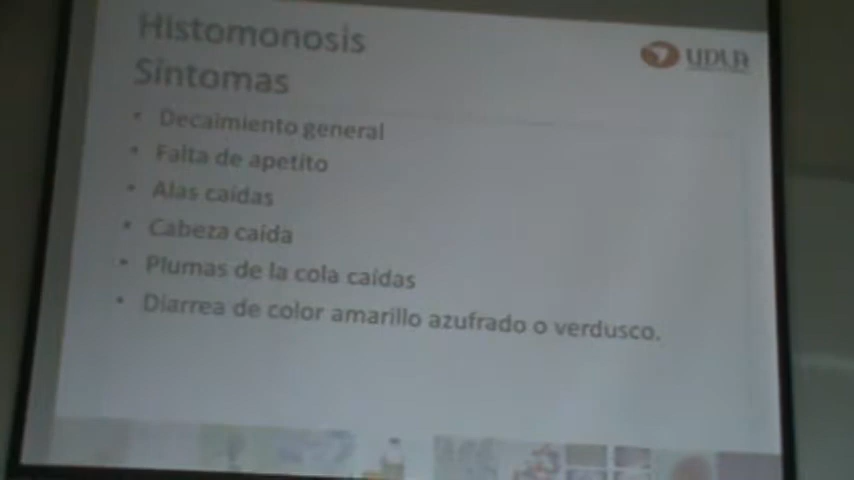 Histomonosis
Síntomas
UDLA
• Decaimiento general
• Falta de apetito
• Alas caídas
• Cabeza caída
• Plumas de la cola caídas
• Diarrea de color amarillo azufrado o verdusco.